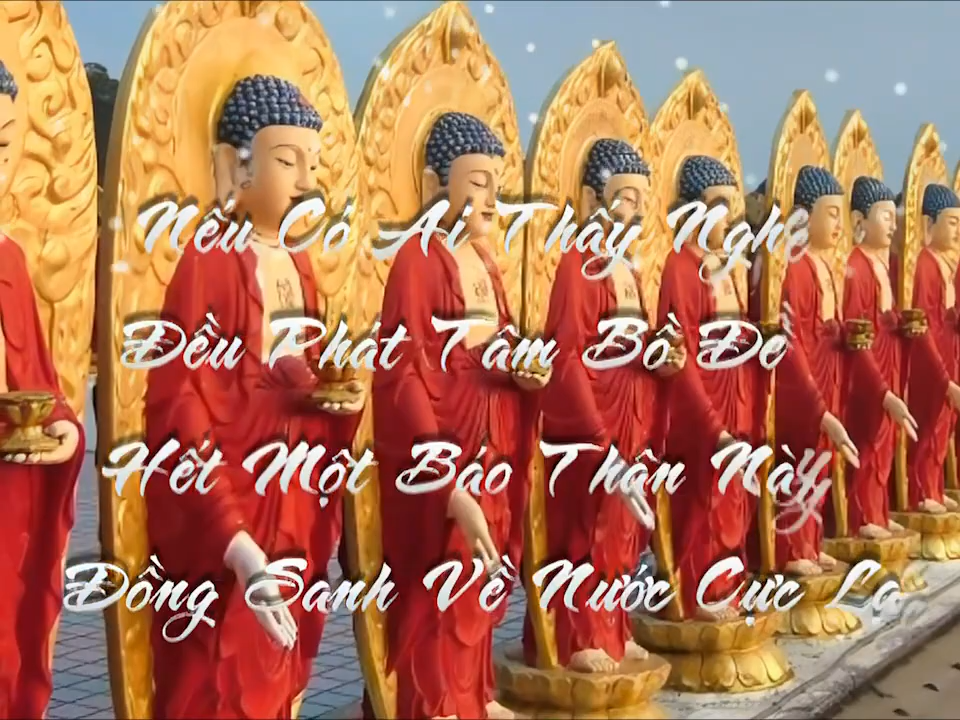 Nếu Có Ai Thấy Nghe
Đều Phát Tâm Bồ Đề
Hết Một Báo Thân Này
Đồng Sanh Về Nước Cực Lạ